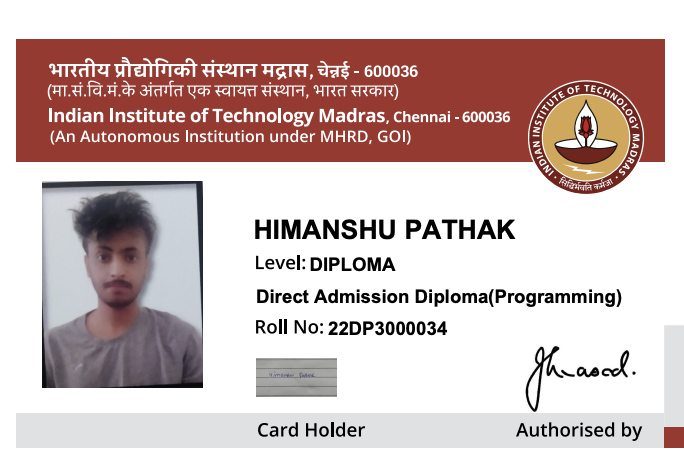 भारतीय प्रौद्योगिकी संस्थान मद्रास, चेन्नई - 600036
(मा.सं.वि.मं.के अंतर्गत एक स्वायत्त संस्थान, भारत सरकार)
Indian Institute of Technology Madras, Chennai - 600036
(An Autonomous Institution under MHRD, GOI)
INDIAN INSTITUTE OF TECHNOLOGY MADRAS
सिद्धिर्भवति कर्मजा
HIMANSHU PATHAK
Level: DIPLOMA
Direct Admission Diploma(Programming)
Roll No: 22DP3000034
Card Holder
Authorised by